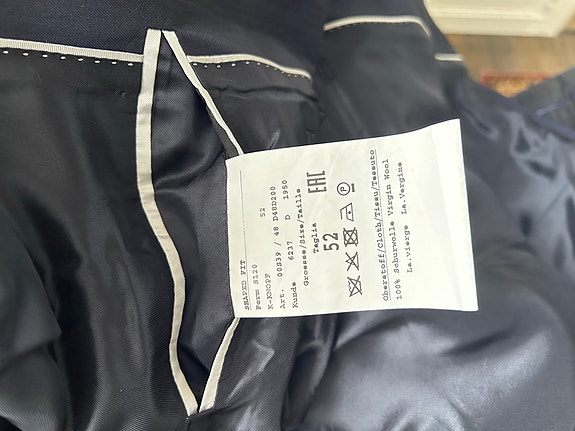 SHAPED FIT
Form S120
K-KNOPF 52
Art. 00S39 / 48 D48D200
Kunde 6237 D 1950
Groesse/Size/Taille
Taglia
52
EAC
P
Oberstoff/Cloth/Tissu/Tessuto
100% Schurwolle Virgin Wool
La.vierge La.Vergine